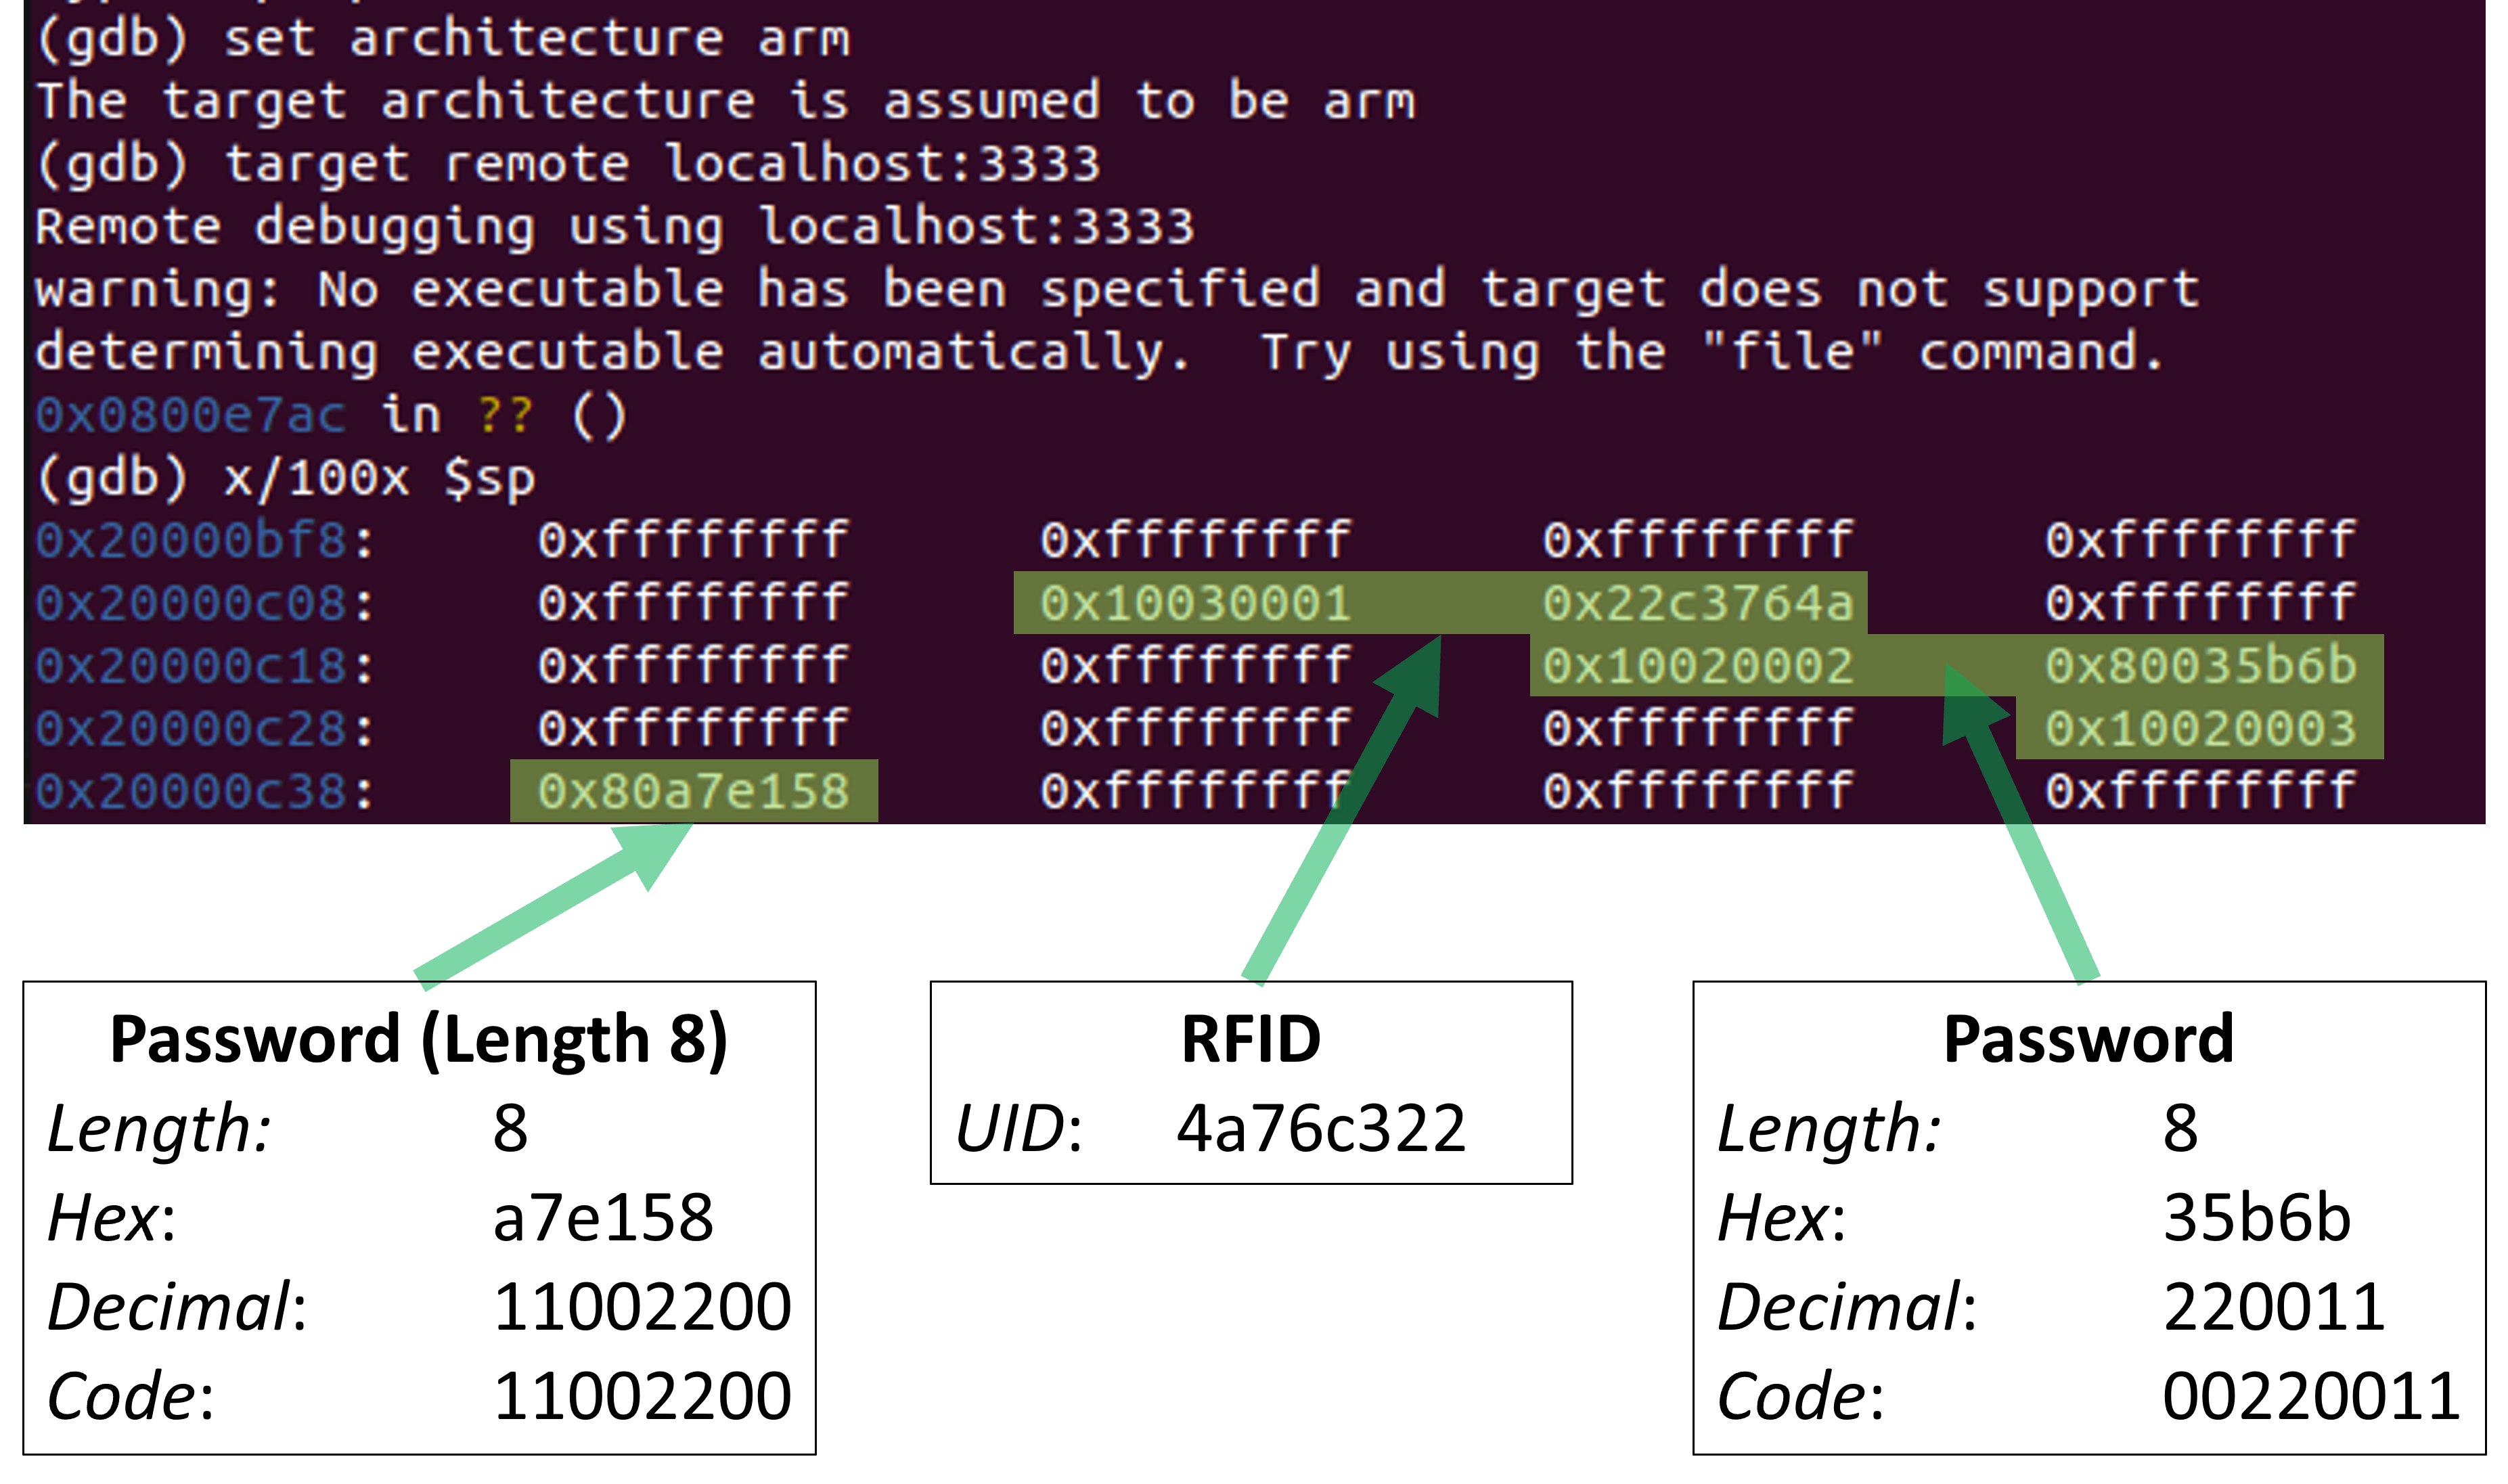 (gdb) set architecture arm
The target architecture is assumed to be arm
(gdb) target remote localhost:3333
Remote debugging using localhost:3333
warning: No executable has been specified and target does not support
determining executable automatically.  Try using the "file" command.
0x0800e7ac in ?? ()
(gdb) x/100x $sp
0x20000bf8: 0xffffffff 0xffffffff 0xffffffff 0xffffffff
0x20000c08: 0xffffffff 0x10030001 0x22c3764a 0xffffffff
0x20000c18: 0xffffffff 0xffffffff 0x10020002 0x80035b6b
0x20000c28: 0xffffffff 0xffffffff 0xffffffff 0x10020003
0x20000c38: 0x80a7e158 0xffffffff 0xffffffff 0xffffffff
Password (Length 8)
Length: 8
Hex: a7e158
Decimal: 11002200
Code: 11002200
RFID
UID: 4a76c322
Password
Length: 8
Hex: 35b6b
Decimal: 220011
Code: 00220011